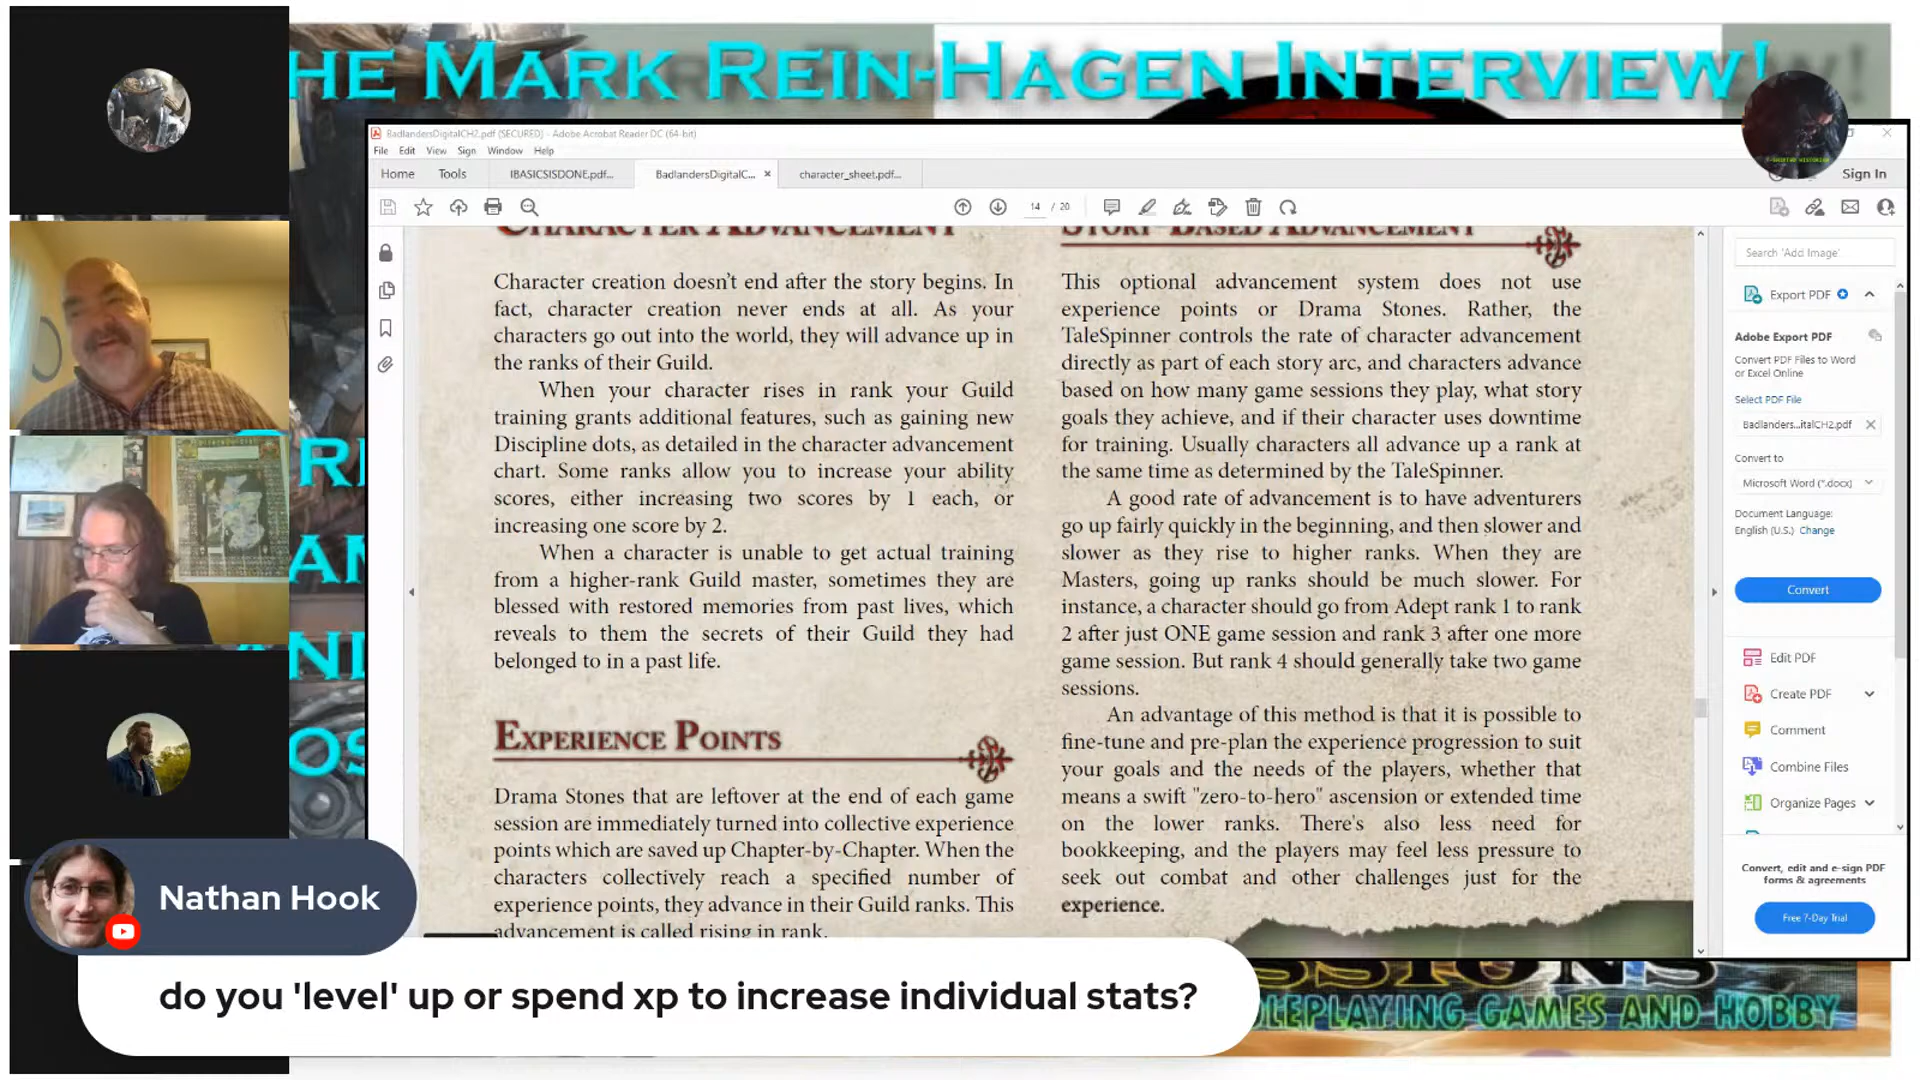 HE MARK REIN-HAGEN INTERVIEW!
BadlandersDigitalCH2.pdf (SECURED) - Adobe Acrobat Reader DC (64-bit)
File Edit View Sign Window Help
Home Tools IBASICSISDONE.pdf... BadlandersDigitalC... × character_sheet.pdf... Sign In
14 / 20
CHARACTER ADVANCEMENT
Character creation doesn't end after the story begins. In
fact, character creation never ends at all. As your
characters go out into the world, they will advance up in
the ranks of their Guild.
When your character rises in rank your Guild
training grants additional features, such as gaining new
Discipline dots, as detailed in the character advancement
chart. Some ranks allow you to increase your ability
scores, either increasing two scores by 1 each, or
increasing one score by 2.
When a character is unable to get actual training
from a higher-rank Guild master, sometimes they are
blessed with restored memories from past lives, which
reveals to them the secrets of their Guild they had
belonged to in a past life.
EXPERIENCE POINTS
Drama Stones that are leftover at the end of each game
session are immediately turned into collective experience
points which are saved up Chapter-by-Chapter. When the
characters collectively reach a specified number of
experience points, they advance in their Guild ranks. This
advancement is called rising in rank.
STORY-BASED ADVANCEMENT
This optional advancement system does not use
experience points or Drama Stones. Rather, the
TaleSpinner controls the rate of character advancement
directly as part of each story arc, and characters advance
based on how many game sessions they play, what story
goals they achieve, and if their character uses downtime
for training. Usually characters all advance up a rank at
the same time as determined by the TaleSpinner.
A good rate of advancement is to have adventurers
go up fairly quickly in the beginning, and then slower and
slower as they rise to higher ranks. When they are
Masters, going up ranks should be much slower. For
instance, a character should go from Adept rank 1 to rank
2 after just ONE game session and rank 3 after one more
game session. But rank 4 should generally take two game
sessions.
An advantage of this method is that it is possible to
fine-tune and pre-plan the experience progression to suit
your goals and the needs of the players, whether that
means a swift "zero-to-hero" ascension or extended time
on the lower ranks. There's also less need for
bookkeeping, and the players may feel less pressure to
seek out combat and other challenges just for the
experience.
Search 'Add Image'
Export PDF
Adobe Export PDF
Convert PDF Files to Word
or Excel Online
Select PDF File
Badlanders...italCH2.pdf ×
Convert to
Microsoft Word (*.docx)
Document Language:
English (U.S.) Change
Convert
Edit PDF
Create PDF
Comment
Combine Files
Organize Pages
Convert, edit and e-sign PDF
forms & agreements
Free 7-Day Trial
Nathan Hook
do you 'level' up or spend xp to increase individual stats?
SSIONS
OLEPLAYING GAMES AND HOBBY